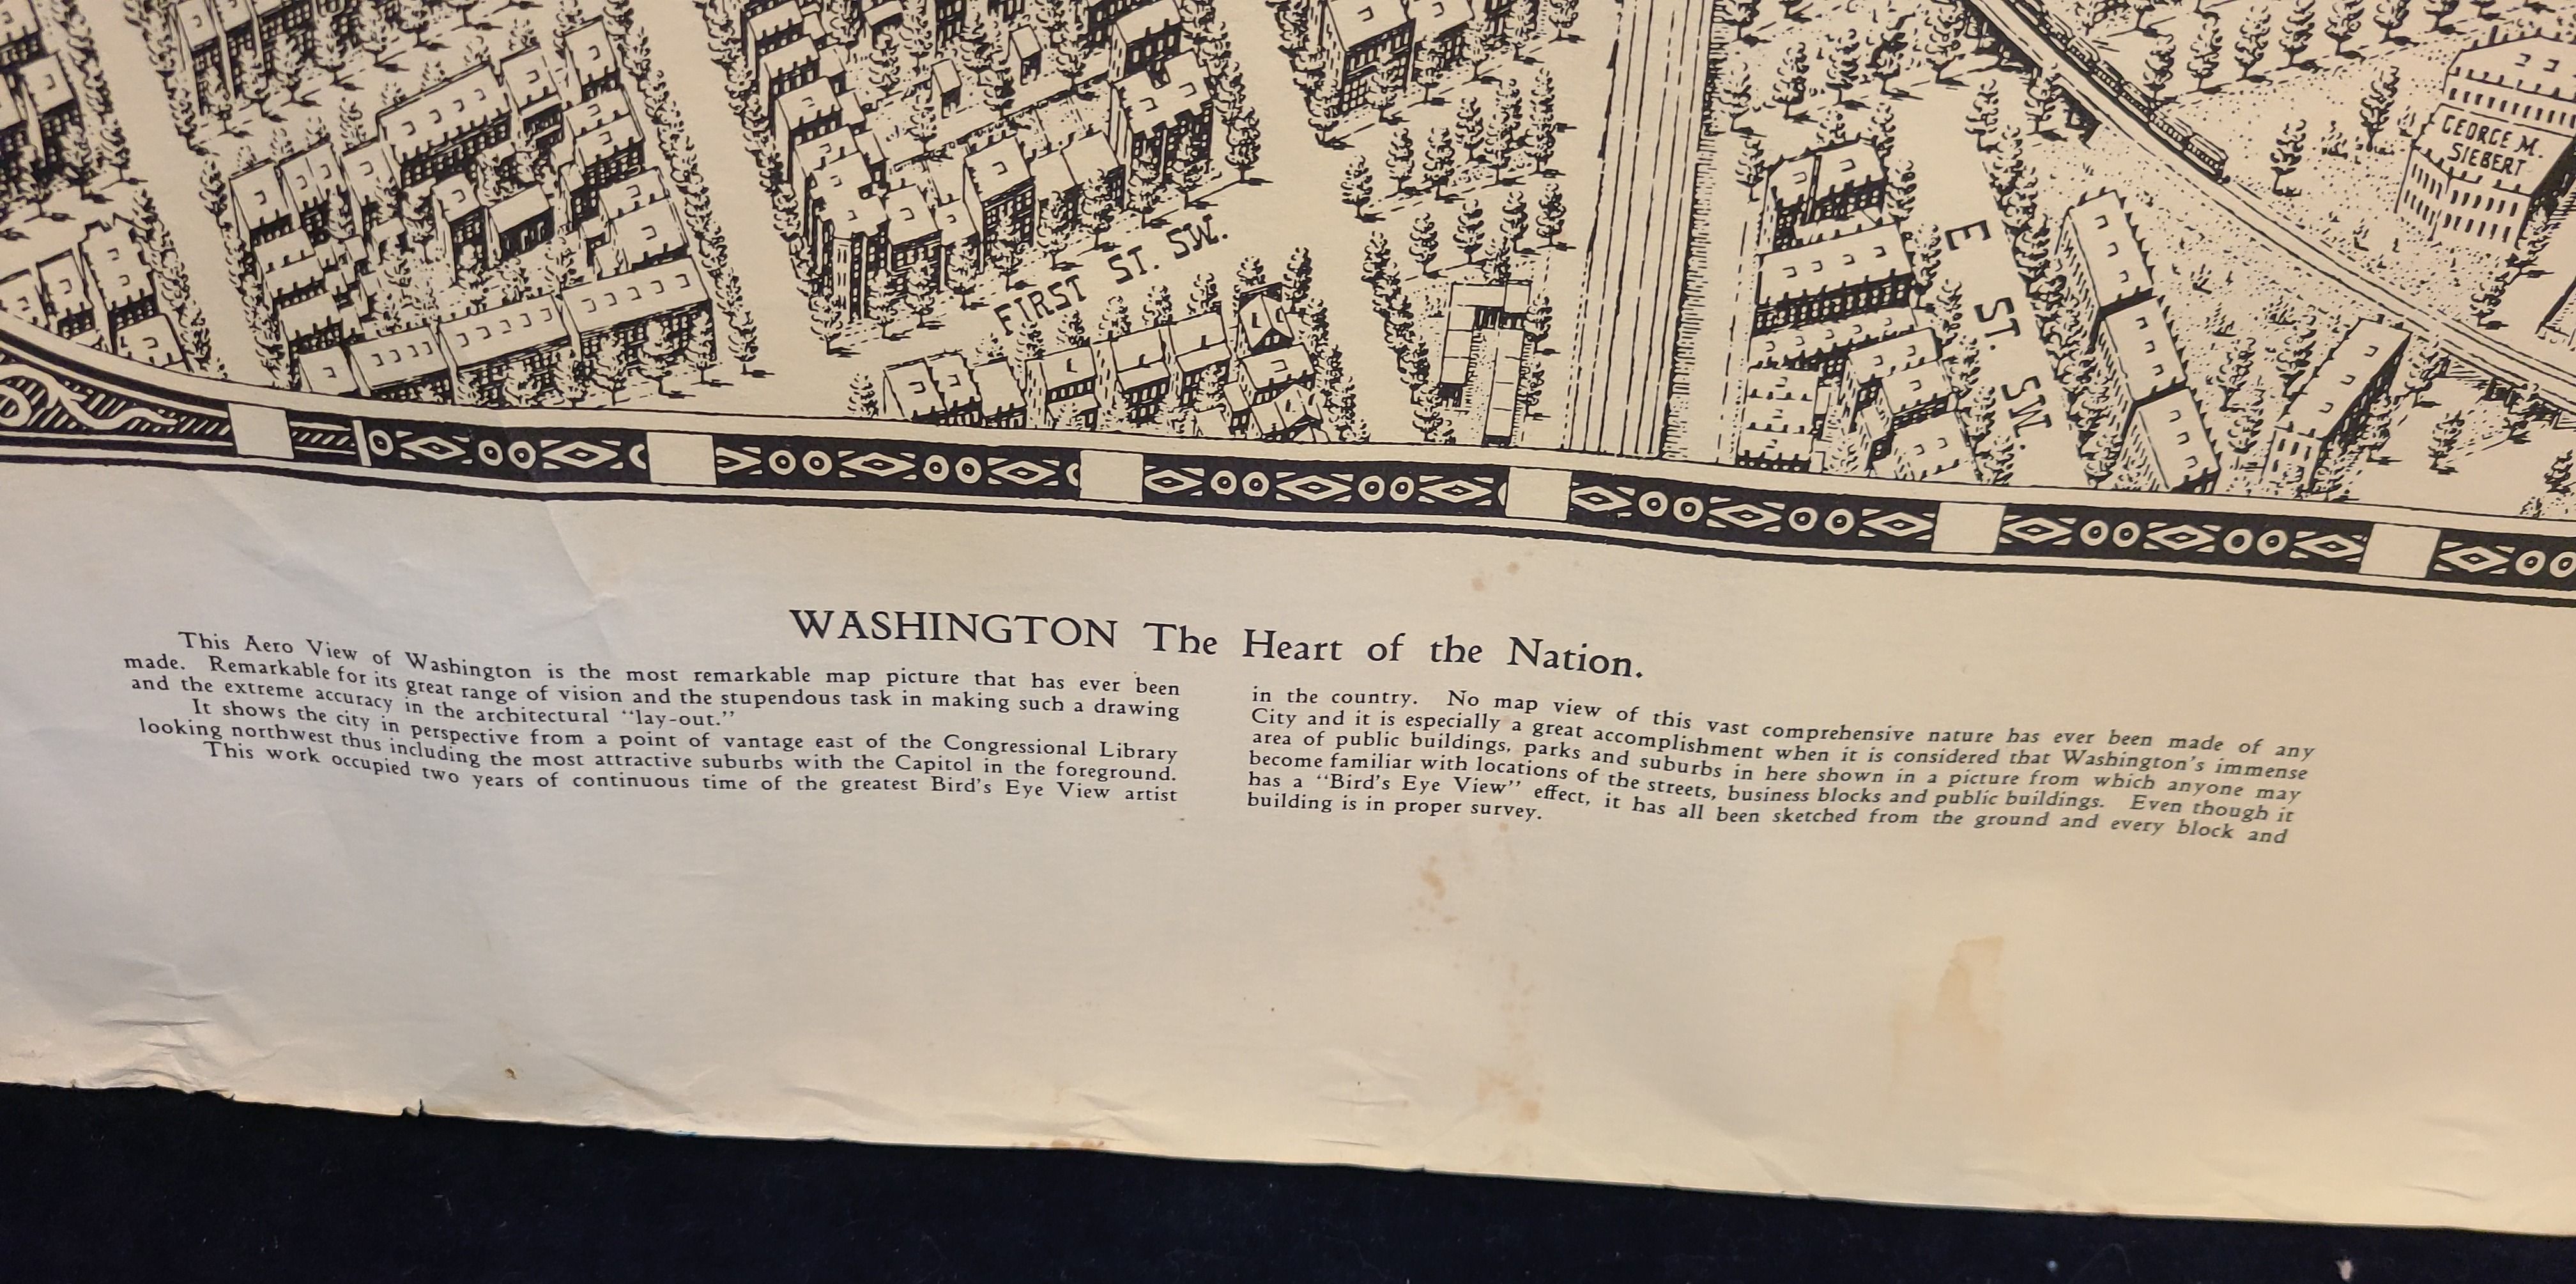 GEORGE M.
SIEBERT
FIRST ST. SW.
E ST. SW.
WASHINGTON The Heart of the Nation.
This Aero View of Washington is the most remarkable map picture that has ever been
made. Remarkable for its great range of vision and the stupendous task in making such a drawing
and the extreme accuracy in the architectural “lay-out.”
It shows the city in perspective from a point of vantage east of the Congressional Library
looking northwest thus including the most attractive suburbs with the Capitol in the foreground.
This work occupied two years of continuous time of the greatest Bird's Eye View artist
in the country. No map view of this vast comprehensive nature has ever been made of any
City and it is especially a great accomplishment when it is considered that Washington's immense
area of public buildings, parks and suburbs in here shown in a picture from which anyone may
become familiar with locations of the streets, business blocks and public buildings. Even though it
has a “Bird's Eye View” effect, it has all been sketched from the ground and every block and
building is in proper survey.